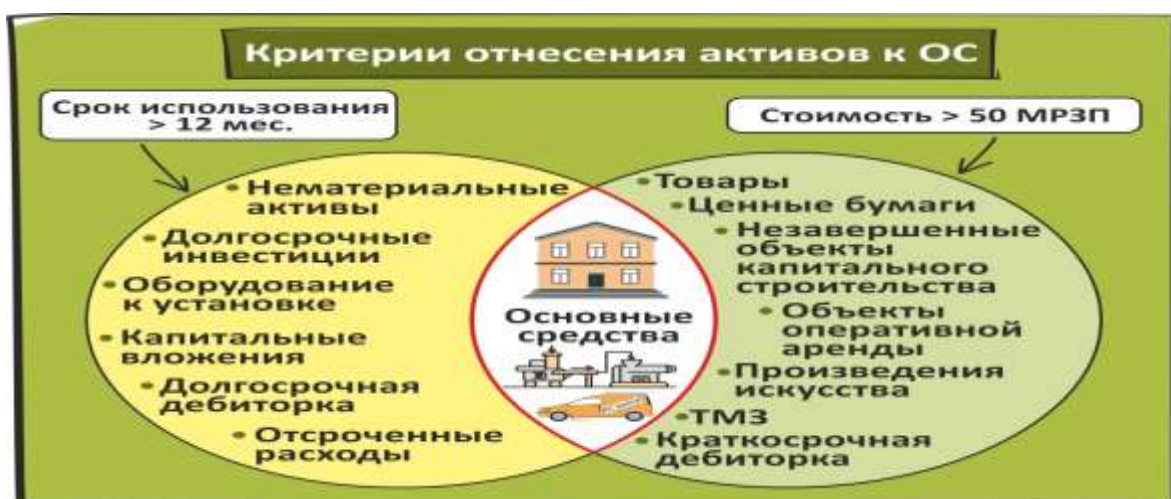 Критерии отнесения активов к ОС
Срок использования
> 12 мес.
Стоимость > 50 МРЗП
•Нематериальные
активы
•Долгосрочные
инвестиции
•Оборудование
к установке
•Капитальные
вложения
•Долгосрочная
дебиторка
•Отсроченные
расходы
Основные
средства
•Товары
•Ценные бумаги
•Незавершенные
объекты
капитального
строительства
•Объекты
оперативной
аренды
•Произведения
искусства
•ТМЗ
•Краткосрочная
дебиторка